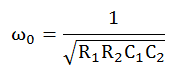 ω₀ = 1 / √(R₁R₂C₁C₂)